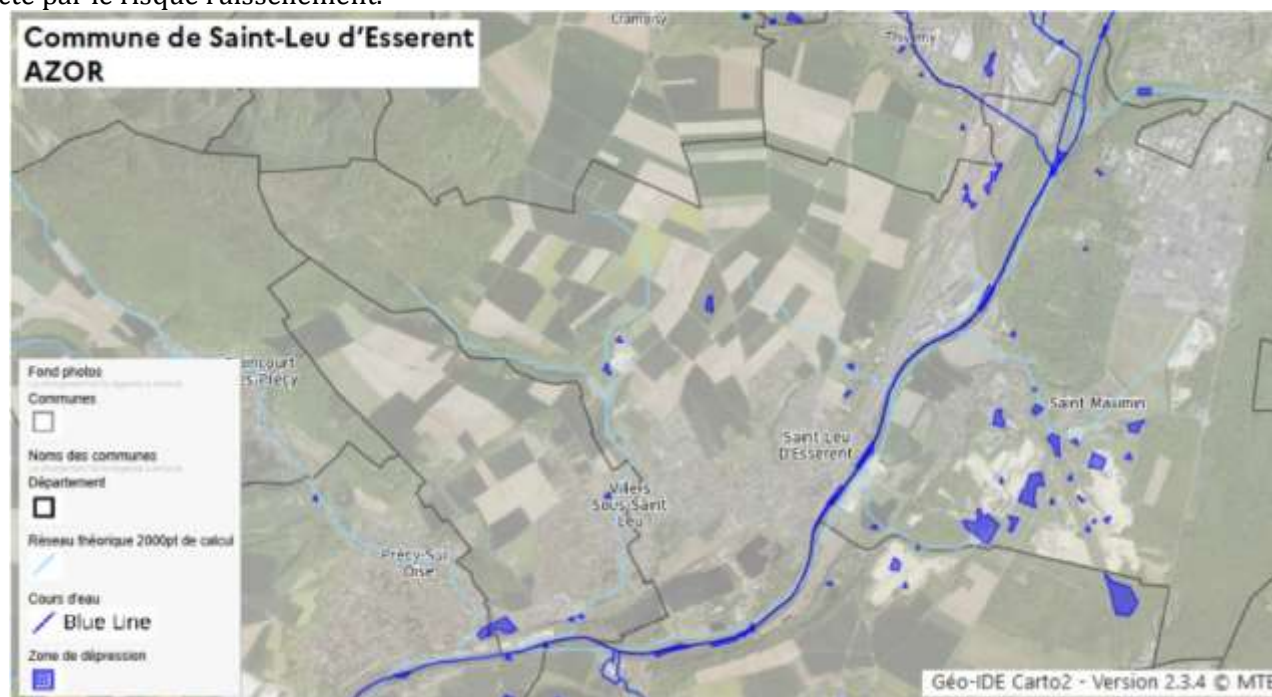 cté par le risque ruissellement.
Commune de Saint-Leu d'Esserent
AZOR
Cramoisy
Thiverny
Saint Maximin
Saint Leu
D'Esserent
Villers
Sous Saint
Leu
Précy-Sur
Oise
Fond photos
Communes
Noms des communes
Département
Réseau théorique 2000pt de calcul
Cours d'eau
Blue Line
Zone de dépression
Géo-IDE Carto2 - Version 2.3.4 © MTE